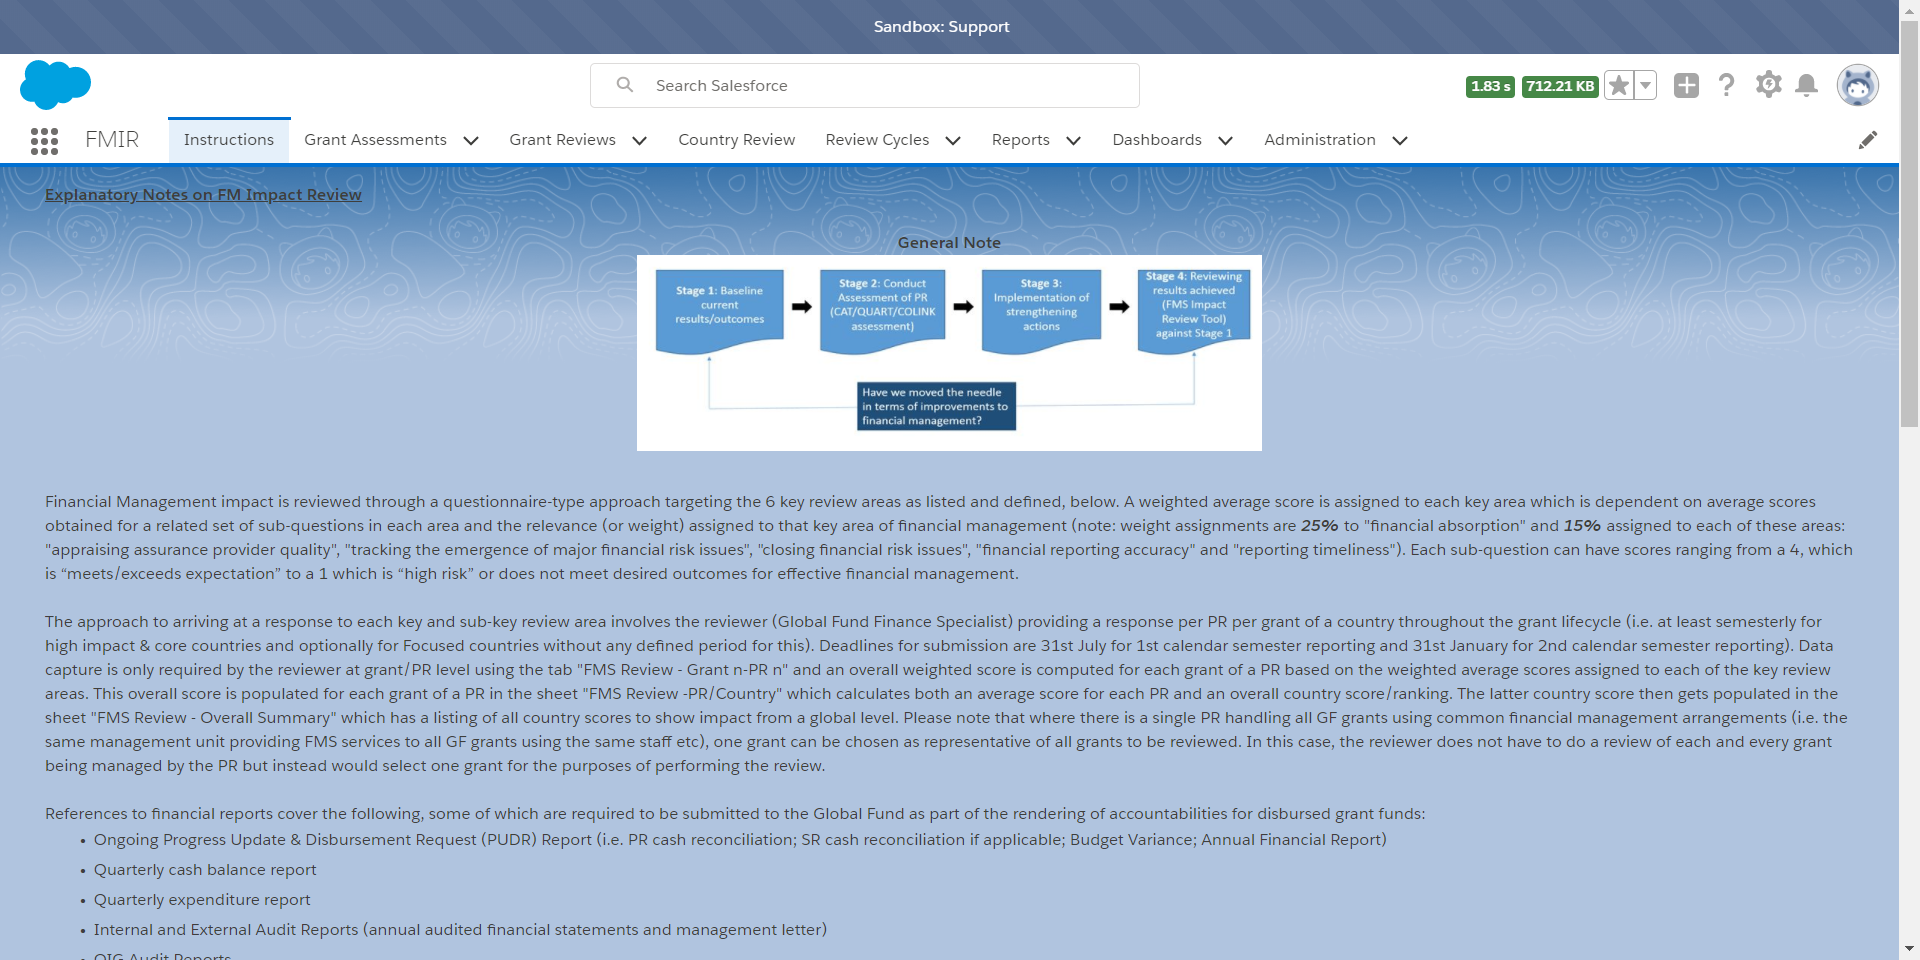 Sandbox: Support
Search Salesforce
1.83 s 712.21 KB
FMIR Instructions Grant Assessments Grant Reviews Country Review Review Cycles Reports Dashboards Administration
Explanatory Notes on FM Impact Review
General Note
Stage 1: Baseline
current
results/outcomes
Stage 2: Conduct
Assessment of PR
(CAT/QUART/COLINK
assessment)
Stage 3:
Implementation of
strengthening
actions
Stage 4: Reviewing
results achieved
(FMS Impact
Review Tool)
against Stage 1
Have we moved the needle
in terms of improvements to
financial management?
Financial Management impact is reviewed through a questionnaire-type approach targeting the 6 key review areas as listed and defined, below. A weighted average score is assigned to each key area which is dependent on average scores
obtained for a related set of sub-questions in each area and the relevance (or weight) assigned to that key area of financial management (note: weight assignments are 25% to "financial absorption" and 15% assigned to each of these areas:
"appraising assurance provider quality", "tracking the emergence of major financial risk issues", "closing financial risk issues", "financial reporting accuracy" and "reporting timeliness"). Each sub-question can have scores ranging from a 4, which
is “meets/exceeds expectation” to a 1 which is “high risk” or does not meet desired outcomes for effective financial management.
The approach to arriving at a response to each key and sub-key review area involves the reviewer (Global Fund Finance Specialist) providing a response per PR per grant of a country throughout the grant lifecycle (i.e. at least semesterly for
high impact & core countries and optionally for Focused countries without any defined period for this). Deadlines for submission are 31st July for 1st calendar semester reporting and 31st January for 2nd calendar semester reporting). Data
capture is only required by the reviewer at grant/PR level using the tab "FMS Review - Grant n-PR n" and an overall weighted score is computed for each grant of a PR based on the weighted average scores assigned to each of the key review
areas. This overall score is populated for each grant of a PR in the sheet "FMS Review -PR/Country" which calculates both an average score for each PR and an overall country score/ranking. The latter country score then gets populated in the
sheet "FMS Review - Overall Summary" which has a listing of all country scores to show impact from a global level. Please note that where there is a single PR handling all GF grants using common financial management arrangements (i.e. the
same management unit providing FMS services to all GF grants using the same staff etc), one grant can be chosen as representative of all grants to be reviewed. In this case, the reviewer does not have to do a review of each and every grant
being managed by the PR but instead would select one grant for the purposes of performing the review.
References to financial reports cover the following, some of which are required to be submitted to the Global Fund as part of the rendering of accountabilities for disbursed grant funds:
• Ongoing Progress Update & Disbursement Request (PUDR) Report (i.e. PR cash reconciliation; SR cash reconciliation if applicable; Budget Variance; Annual Financial Report)
• Quarterly cash balance report
• Quarterly expenditure report
• Internal and External Audit Reports (annual audited financial statements and management letter)
• OIG Audit Reports